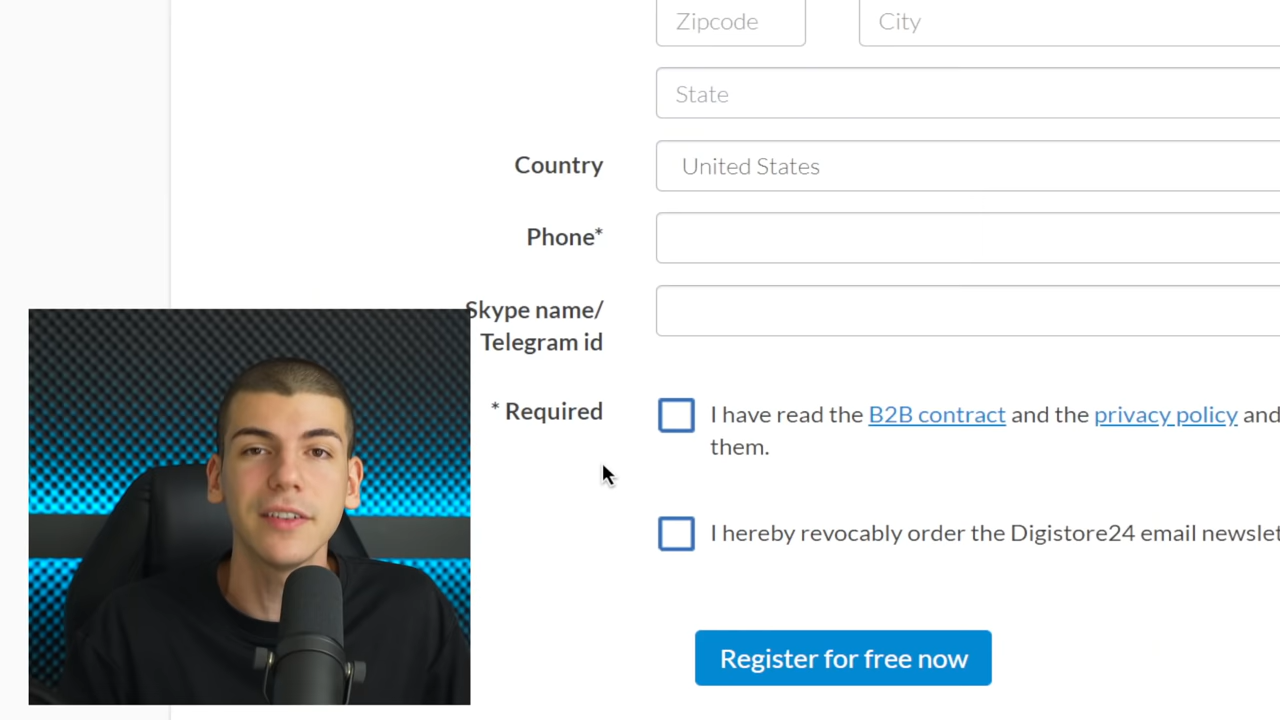 Zipcode
City
State
Country
United States
Phone*
Skype name/
Telegram id
* Required
I have read the B2B contract and the privacy policy and
them.
I hereby revocably order the Digistore24 email
Register for free now